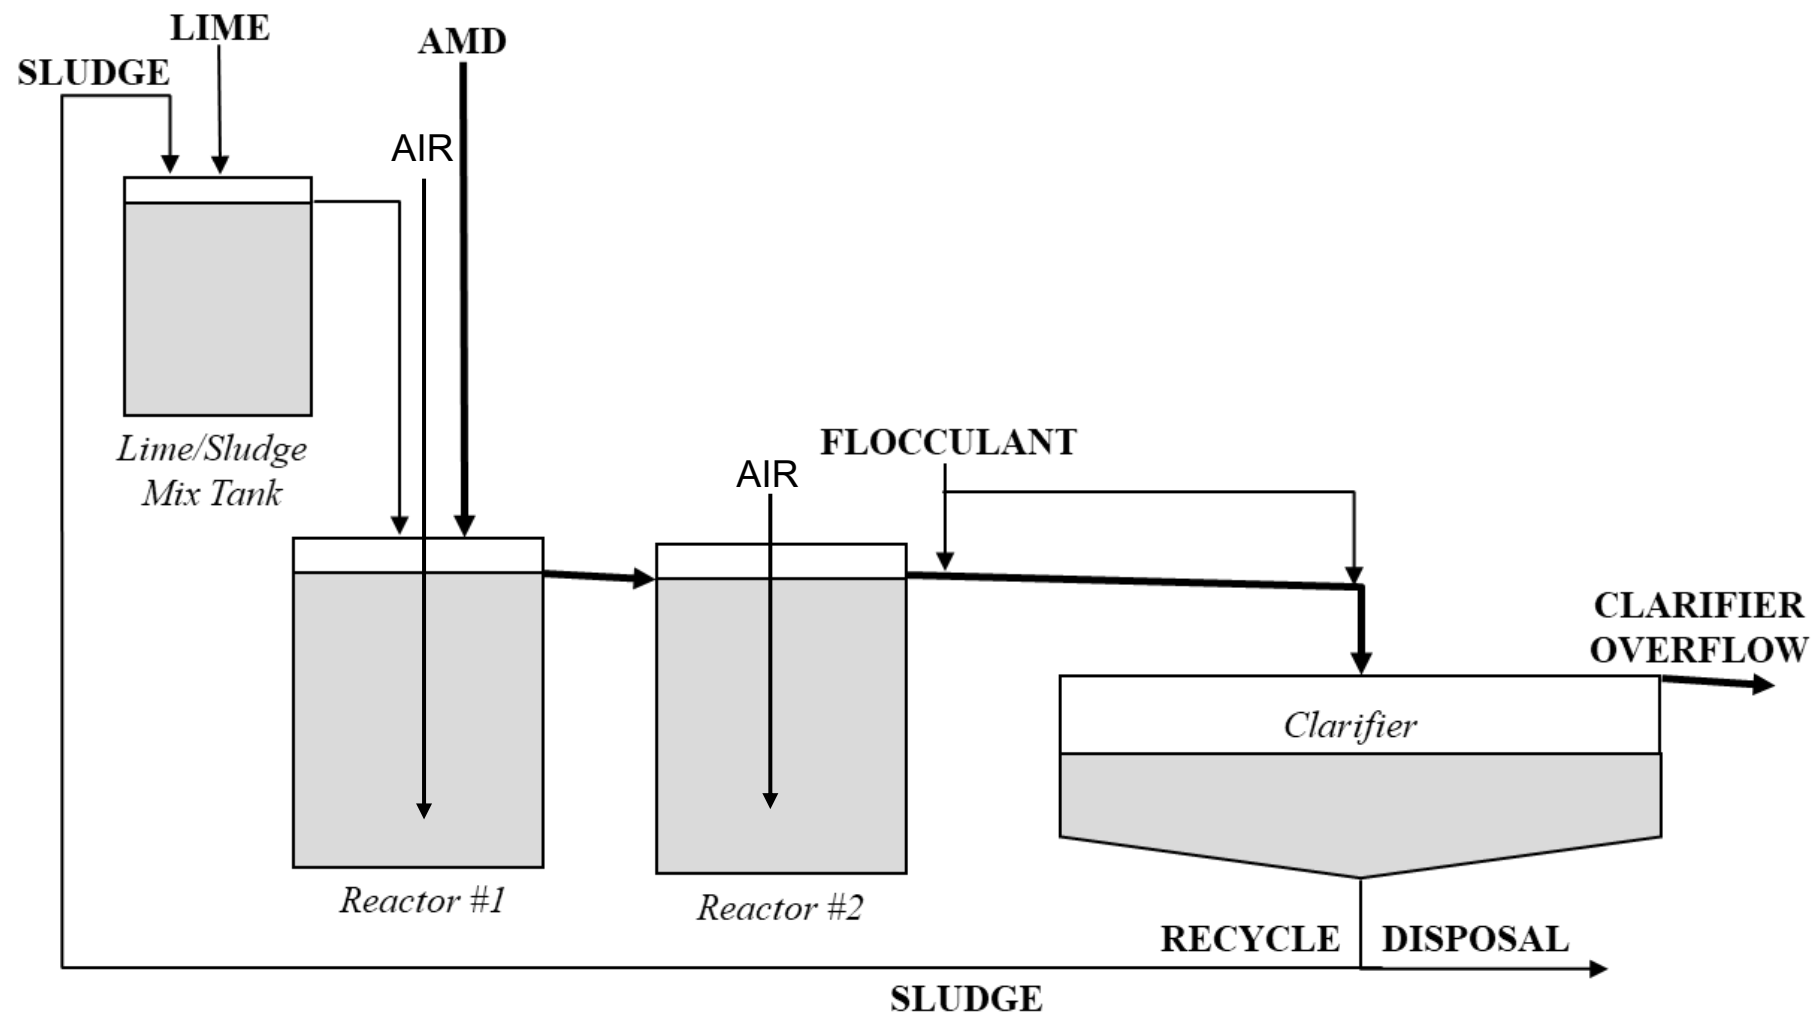 LIME
AMD
SLUDGE
AIR
Lime/Sludge
Mix Tank
FLOCCULANT
AIR
CLARIFIER
OVERFLOW
Clarifier
Reactor #1
Reactor #2
RECYCLE
DISPOSAL
SLUDGE